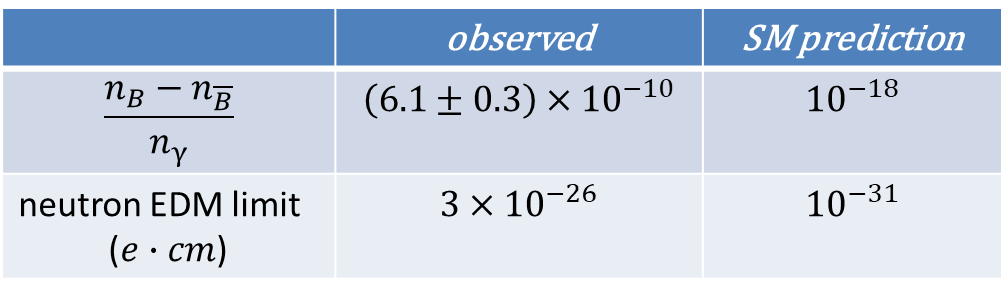 observed SM prediction
n_B − n_B̅ / n_γ (6.1 ± 0.3) × 10⁻¹⁰ 10⁻¹⁸
neutron EDM limit 3 × 10⁻²⁶ 10⁻³¹
(e · cm)